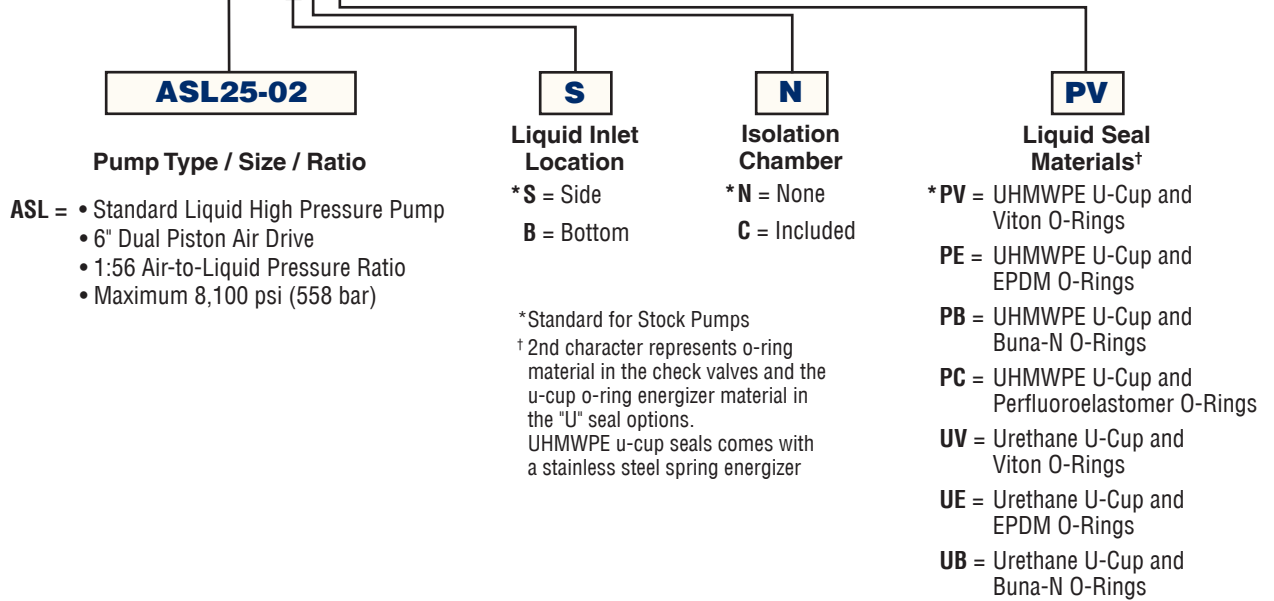 ASL25-02
S
N
PV
Pump Type / Size / Ratio
ASL = • Standard Liquid High Pressure Pump
• 6" Dual Piston Air Drive
• 1:56 Air-to-Liquid Pressure Ratio
• Maximum 8,100 psi (558 bar)
Liquid Inlet
Location
*S = Side
B = Bottom
Isolation
Chamber
*N = None
C = Included
*Standard for Stock Pumps
† 2nd character represents o-ring
material in the check valves and the
u-cup o-ring energizer material in
the "U" seal options.
UHMWPE u-cup seals comes with
a stainless steel spring energizer
Liquid Seal
Materials†
*PV = UHMWPE U-Cup and
Viton O-Rings
PE = UHMWPE U-Cup and
EPDM O-Rings
PB = UHMWPE U-Cup and
Buna-N O-Rings
PC = UHMWPE U-Cup and
Perfluoroelastomer O-Rings
UV = Urethane U-Cup and
Viton O-Rings
UE = Urethane U-Cup and
EPDM O-Rings
UB = Urethane U-Cup and
Buna-N O-Rings